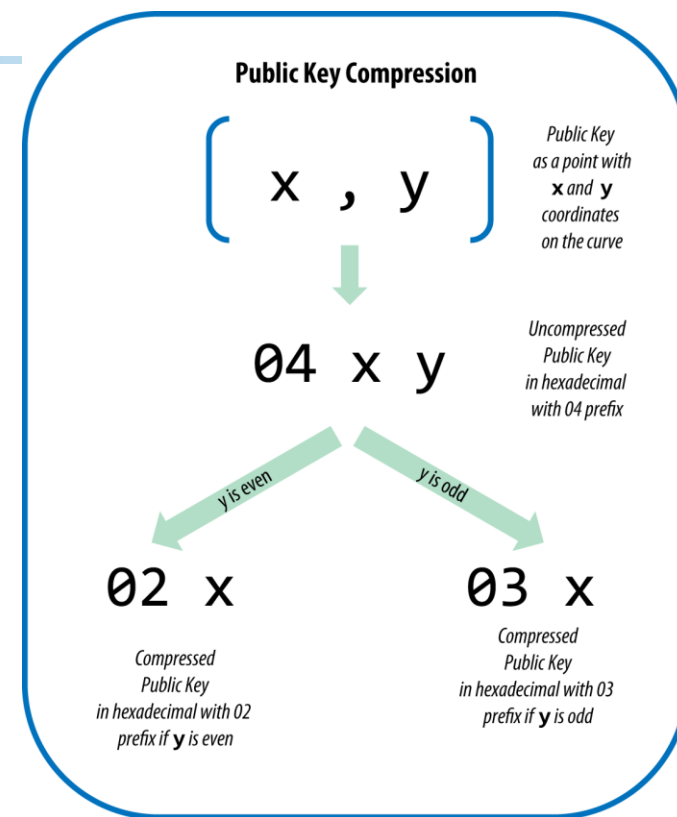 Public Key Compression
x , y
Public Key
as a point with
x and y
coordinates
on the curve
04 x y
Uncompressed
Public Key
in hexadecimal
with 04 prefix
y is even
y is odd
02 x
03 x
Compressed
Public Key
in hexadecimal with 02
prefix if y is even
Compressed
Public Key
in hexadecimal with 03
prefix if y is odd